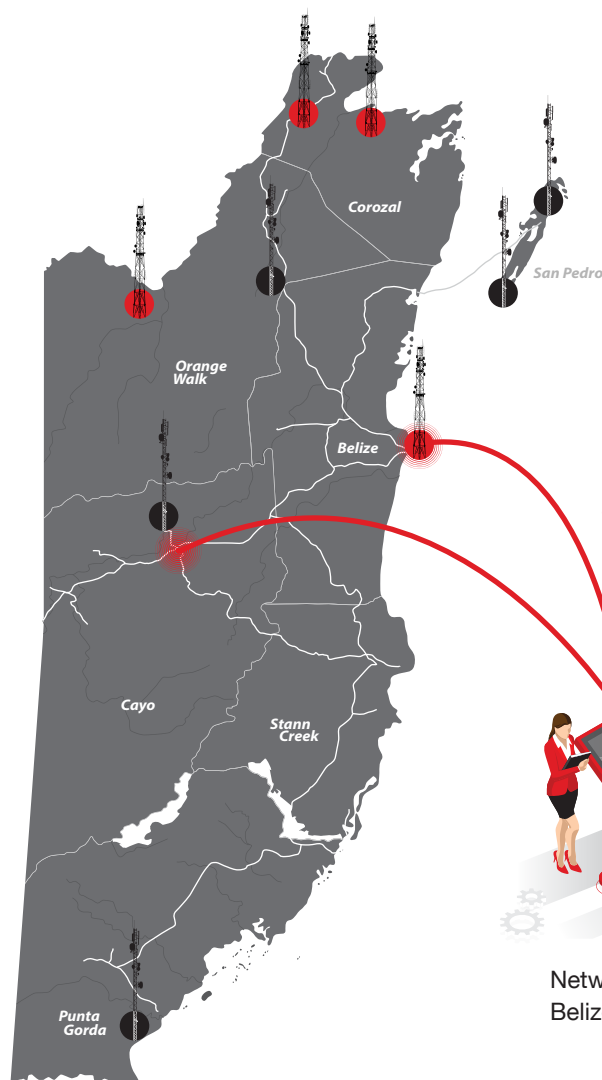 Corozal
San Pedro
Orange
Walk
Belize
Cayo
Stann
Creek
Punta
Gorda